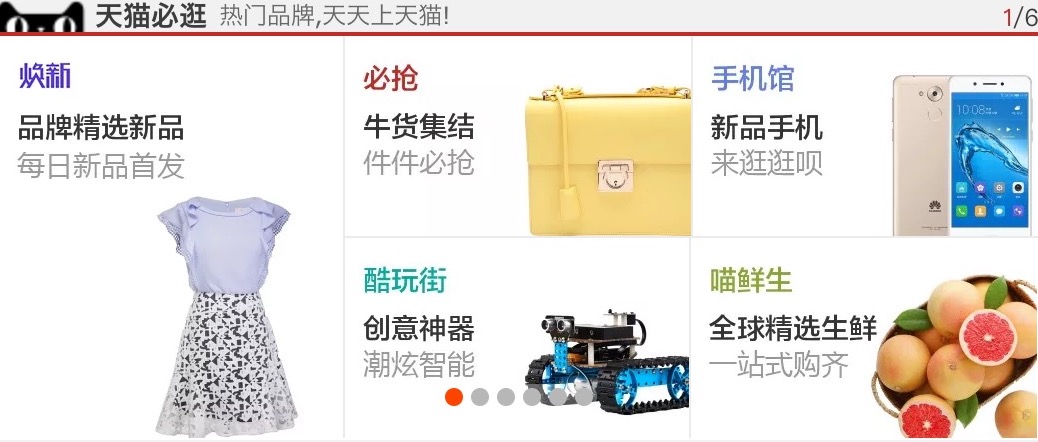 天猫必逛 热门品牌,天天上天猫! 1/6
焕新
品牌精选新品
每日新品首发
必抢
牛货集结
件件必抢
手机馆
新品手机
来逛逛呗
10:08
HUAWEI
酷玩街
创意神器
潮炫智能
喵鲜生
全球精选生鲜
一站式购齐